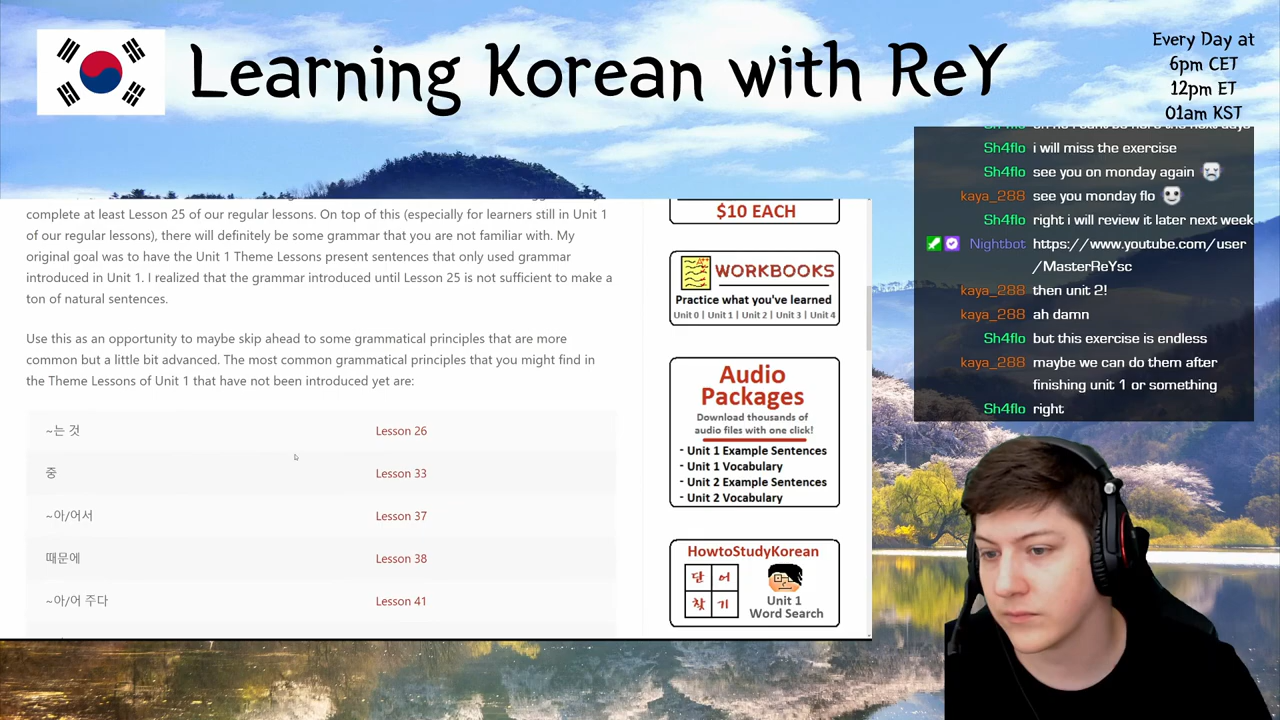 Learning Korean with ReY
Every Day at
6pm CET
12pm ET
01am KST
complete at least Lesson 25 of our regular lessons. On top of this (especially for learners still in Unit 1
of our regular lessons), there will definitely be some grammar that you are not familiar with. My
original goal was to have the Unit 1 Theme Lessons present sentences that only used grammar
introduced in Unit 1. I realized that the grammar introduced until Lesson 25 is not sufficient to make a
ton of natural sentences.
Use this as an opportunity to maybe skip ahead to some grammatical principles that are more
common but a little bit advanced. The most common grammatical principles that you might find in
the Theme Lessons of Unit 1 that have not been introduced yet are:
~는 것 Lesson 26
중 Lesson 33
~아/어서 Lesson 37
때문에 Lesson 38
~아/어 주다 Lesson 41
$10 EACH
WORKBOOKS
Practice what you've learned
Unit 0 | Unit 1 | Unit 2 | Unit 3 | Unit 4
Audio
Packages
Download thousands of
audio files with one click!
- Unit 1 Example Sentences
- Unit 1 Vocabulary
- Unit 2 Example Sentences
- Unit 2 Vocabulary
HowtoStudyKorean
단 어
찾 기
Unit 1
Word Search
Sh4flo i will miss the exercise
Sh4flo see you on monday again
kaya_288 see you monday flo
Sh4flo right i will review it later next week
Nightbot https://www.youtube.com/user
/MasterReYsc
kaya_288 then unit 2!
kaya_288 ah damn
Sh4flo but this exercise is endless
kaya_288 maybe we can do them after
finishing unit 1 or something
Sh4flo right